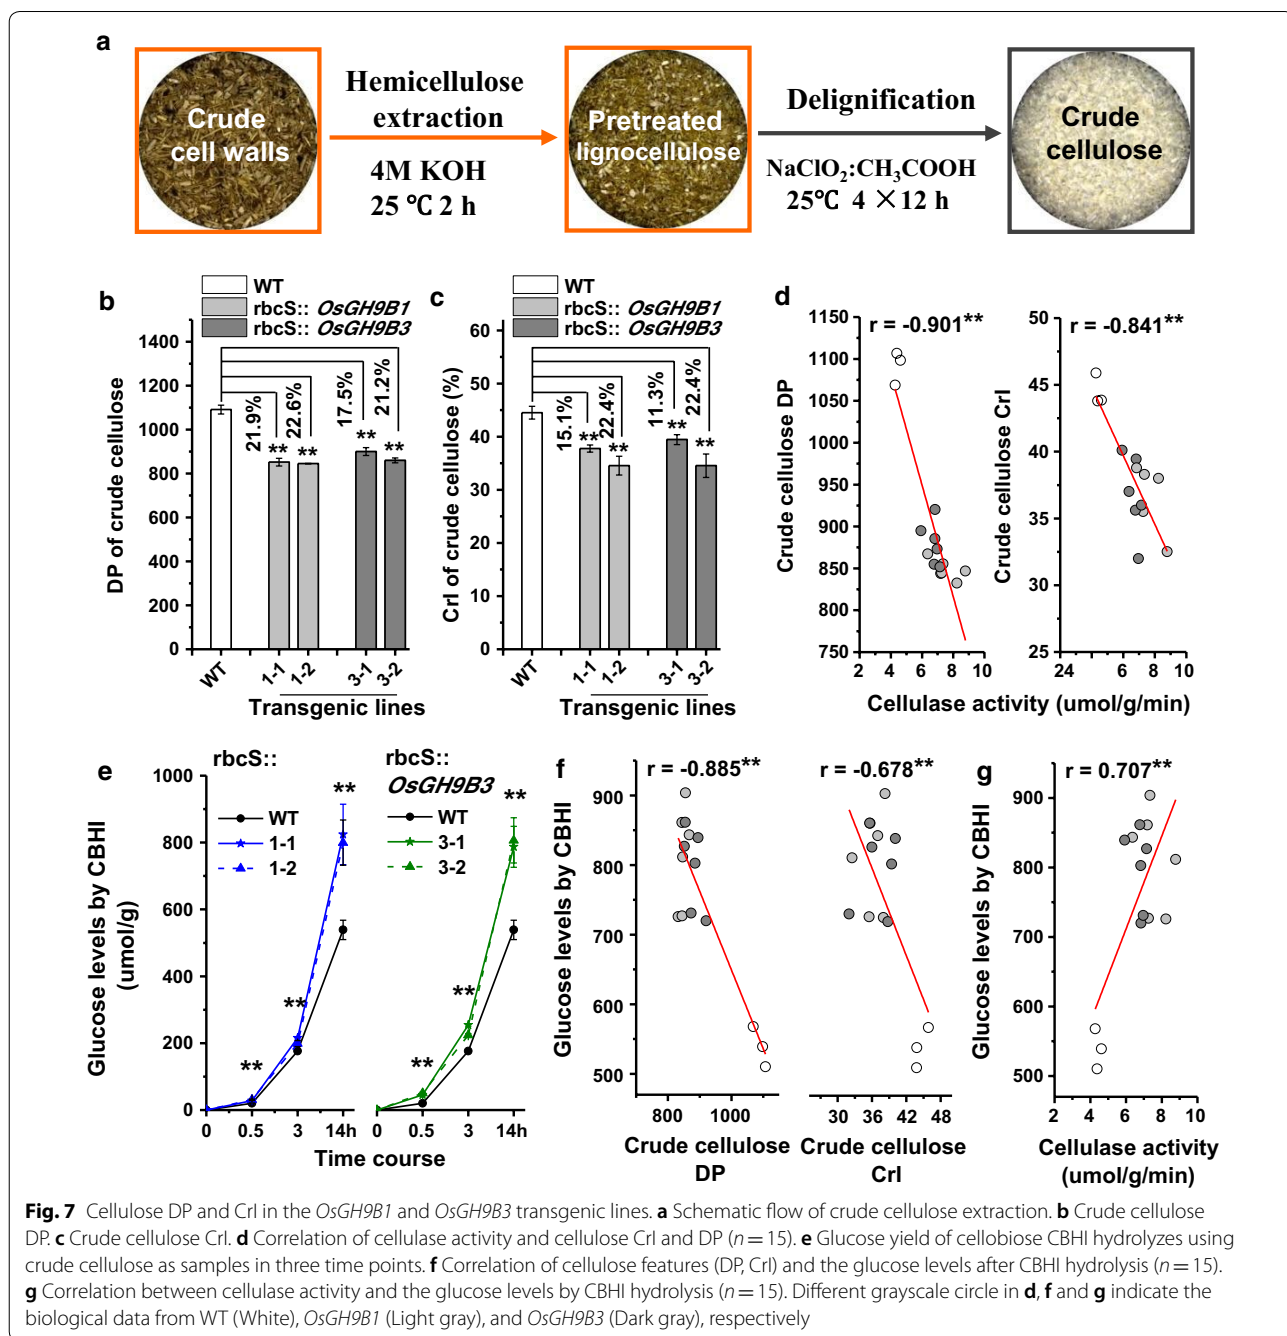 a
Crude
cell walls
Hemicellulose
extraction
4M KOH
25 ℃ 2 h
Pretreated
lignocellulose
Delignification
NaClO₂:CH₃COOH
25℃ 4 ×12 h
Crude
cellulose
b
WT
rbcS:: OsGH9B1
rbcS:: OsGH9B3
DP of crude cellulose
1400
1200
1000
800
600
400
200
0
21.9%
22.6%
17.5%
21.2%
**
**
**
**
WT
1-1
1-2
3-1
3-2
Transgenic lines
c
WT
rbcS:: OsGH9B1
rbcS:: OsGH9B3
CrI of crude cellulose (%)
60
50
40
30
20
10
0
15.1%
22.4%
11.3%
22.4%
**
**
**
**
WT
1-1
1-2
3-1
3-2
Transgenic lines
d
r = -0.901**
Crude cellulose DP
1150
1100
1050
1000
950
900
850
800
750
2 4 6 8 10
r = -0.841**
Crude cellulose CrI
50
45
40
35
30
25
24 6 8 10
Cellulase activity (umol/g/min)
e
rbcS::
WT
1-1
1-2
rbcS::
OsGH9B3
WT
3-1
3-2
Glucose levels by CBHI
(umol/g)
1000
800
600
400
200
0
**
**
**
**
**
**
0 0.5 3 14h
0 0.5 3 14h
Time course
f
r = -0.885**
r = -0.678**
Glucose levels by CBHI
900
800
700
600
500
800 1000
Crude cellulose
DP
30 36 42 48
Crude cellulose
CrI
g
r = 0.707**
Glucose levels by CBHI
900
800
700
600
500
2 4 6 8 10
Cellulase activity
(umol/g/min)
Fig. 7 Cellulose DP and CrI in the OsGH9B1 and OsGH9B3 transgenic lines. a Schematic flow of crude cellulose extraction. b Crude cellulose
DP. c Crude cellulose CrI. d Correlation of cellulase activity and cellulose CrI and DP (n = 15). e Glucose yield of cellobiose CBHI hydrolyzes using
crude cellulose as samples in three time points. f Correlation of cellulose features (DP, CrI) and the glucose levels after CBHI hydrolysis (n = 15).
g Correlation between cellulase activity and the glucose levels by CBHI hydrolysis (n = 15). Different grayscale circle in d, f and g indicate the
biological data from WT (White), OsGH9B1 (Light gray), and OsGH9B3 (Dark gray), respectively